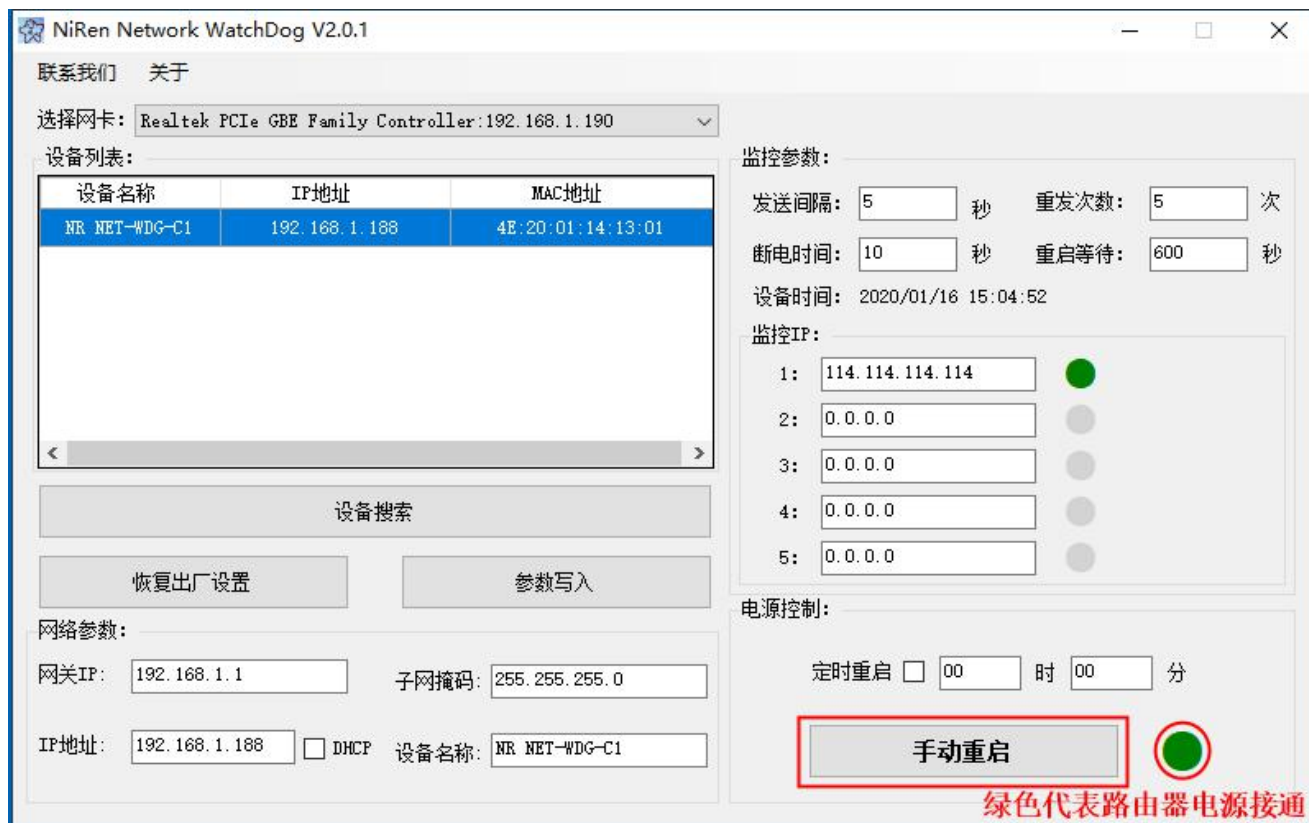 NiRen Network WatchDog V2.0.1
联系我们 关于
选择网卡: Realtek PCIe GBE Family Controller:192.168.1.190
设备列表:
设备名称 IP地址 MAC地址
NR NET-WDG-C1 192.168.1.188 4E:20:01:14:13:01
设备搜索
恢复出厂设置 参数写入
网络参数:
网关IP: 192.168.1.1 子网掩码: 255.255.255.0
IP地址: 192.168.1.188 DHCP 设备名称: NR NET-WDG-C1
监控参数:
发送间隔: 5 秒 重发次数: 5 次
断电时间: 10 秒 重启等待: 600 秒
设备时间: 2020/01/16 15:04:52
监控IP:
1: 114.114.114.114
2: 0.0.0.0
3: 0.0.0.0
4: 0.0.0.0
5: 0.0.0.0
电源控制:
定时重启 00 时 00 分
手动重启
绿色代表路由器电源接通